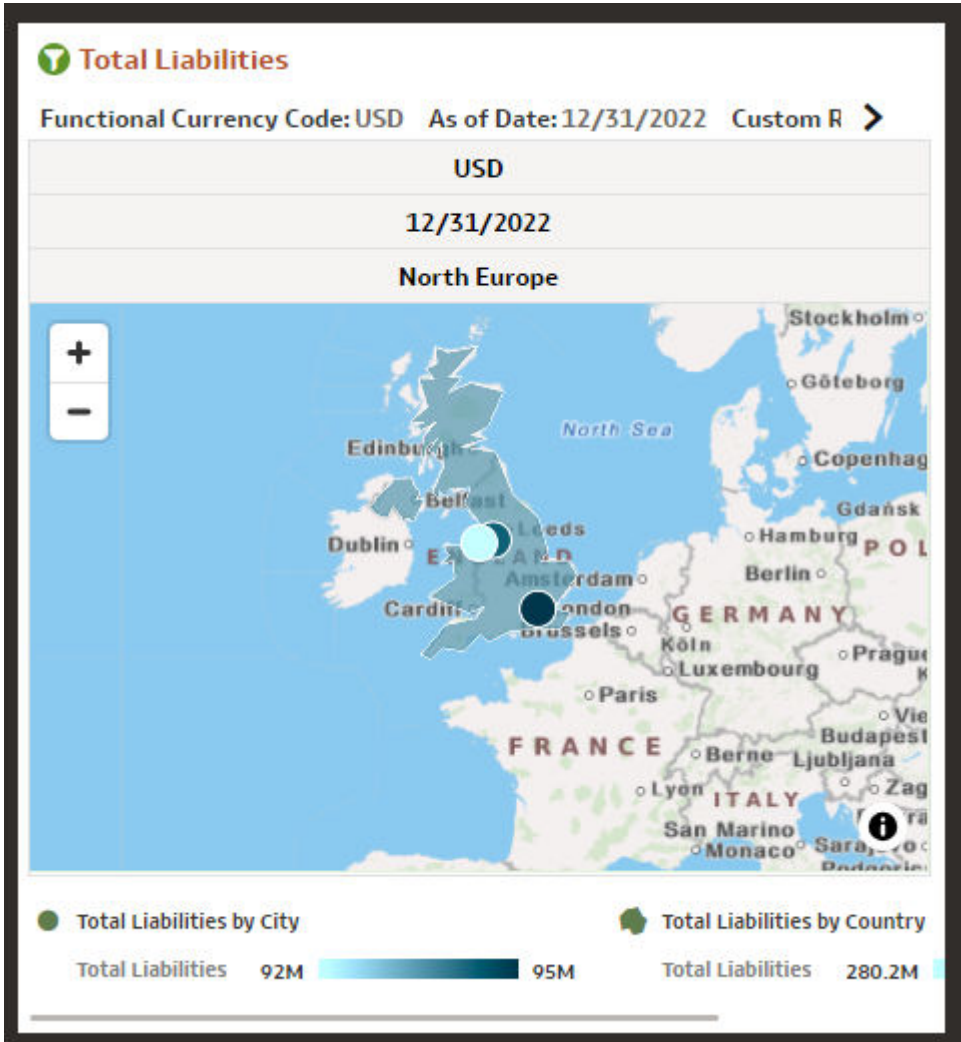 Total Liabilities
Functional Currency Code: USD As of Date: 12/31/2022 Custom R
USD
12/31/2022
North Europe
+
−
Stockholm
Göteborg
North Sea
Edinburgh
Copenhag
Belfast
Gdańsk
Leeds
Dublin
Hamburg
POL
ENGLAND
Amsterdam
Berlin
Cardiff
London
GERMANY
Brussels
Köln
Prague
Luxembourg
Paris
Vie
Budapest
FRANCE
Berne
Ljubljana
Lyon
Zag
ITALY
San Marino
Monaco
Sarajevo
Podgoric
Total Liabilities by City
Total Liabilities by Country
Total Liabilities 92M 95M
Total Liabilities 280.2M